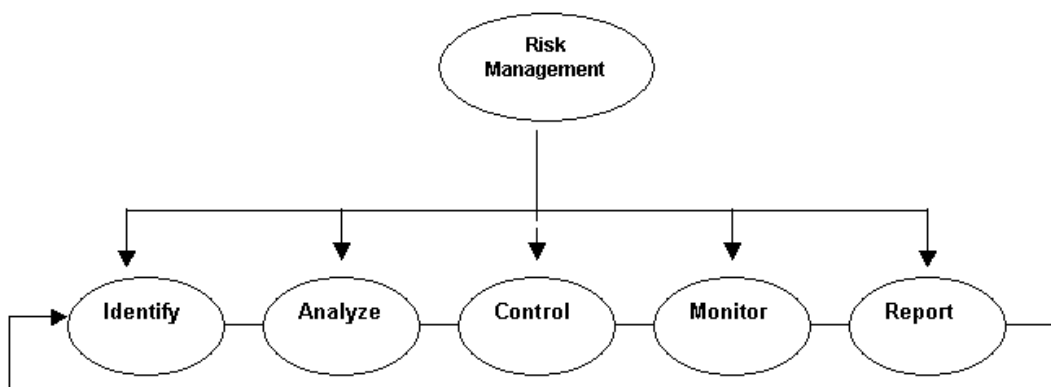 Risk
Management
Identify
Analyze
Control
Monitor
Report